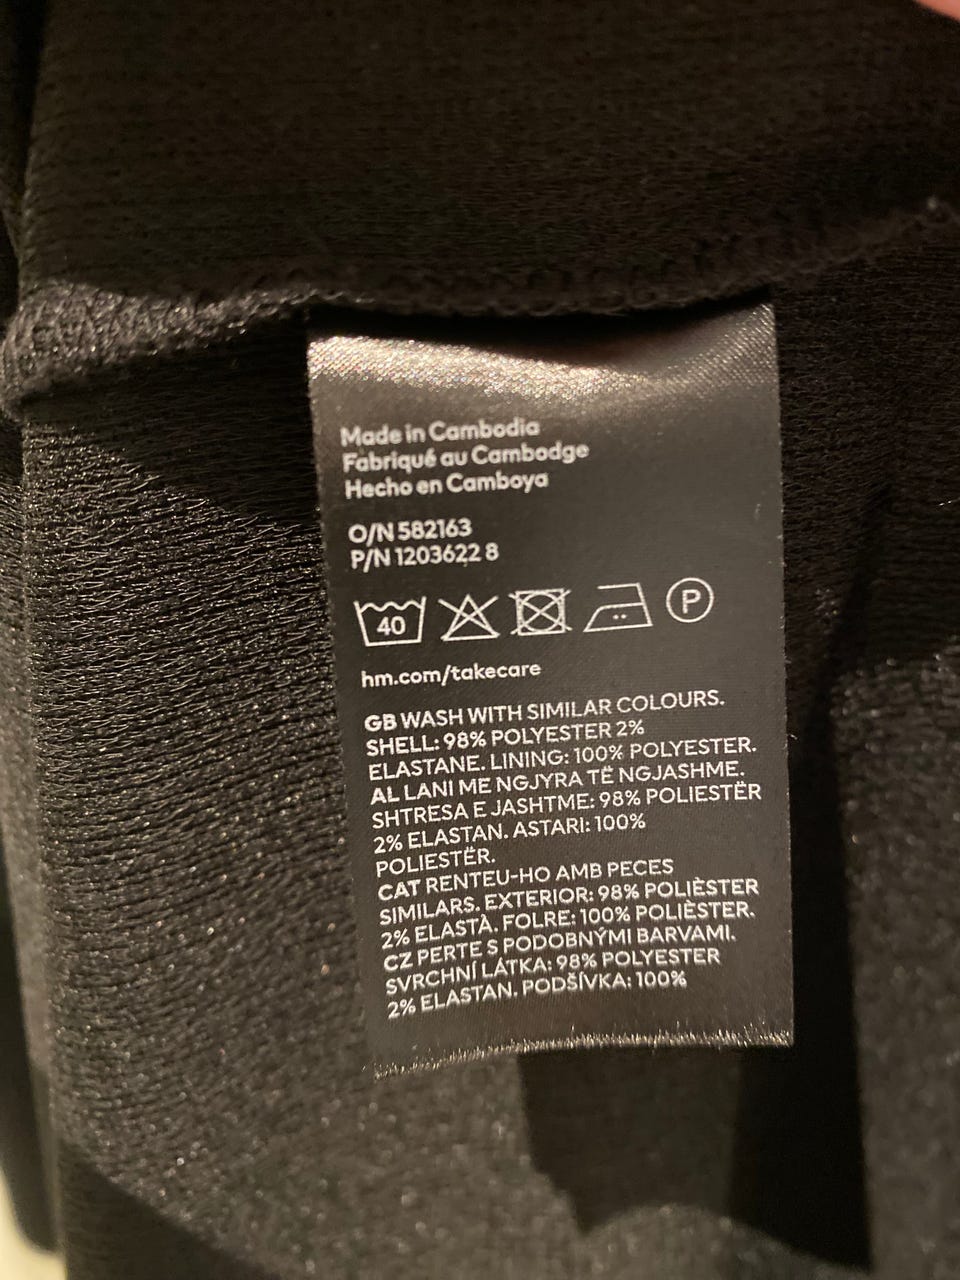 Made in Cambodia
Fabriqué au Cambodge
Hecho en Camboya
O/N 582163
P/N 1203622 8
40 P
hm.com/takecare
GB WASH WITH SIMILAR COLOURS.
SHELL: 98% POLYESTER 2%
ELASTANE. LINING: 100% POLYESTER.
AL LANI ME NGJYRA TË NGJASHME.
SHTRESA E JASHTME: 98% POLIESTËR
2% ELASTAN. ASTARI: 100%
POLIESTËR.
CAT RENTEU-HO AMB PECES
SIMILARS. EXTERIOR: 98% POLIÈSTER
2% ELASTÀ. FOLRE: 100% POLIÈSTER.
CZ PERTE S PODOBNÝMI BARVAMI.
SVRCHNÍ LÁTKA: 98% POLYESTER
2% ELASTAN. PODŠÍVKA: 100%